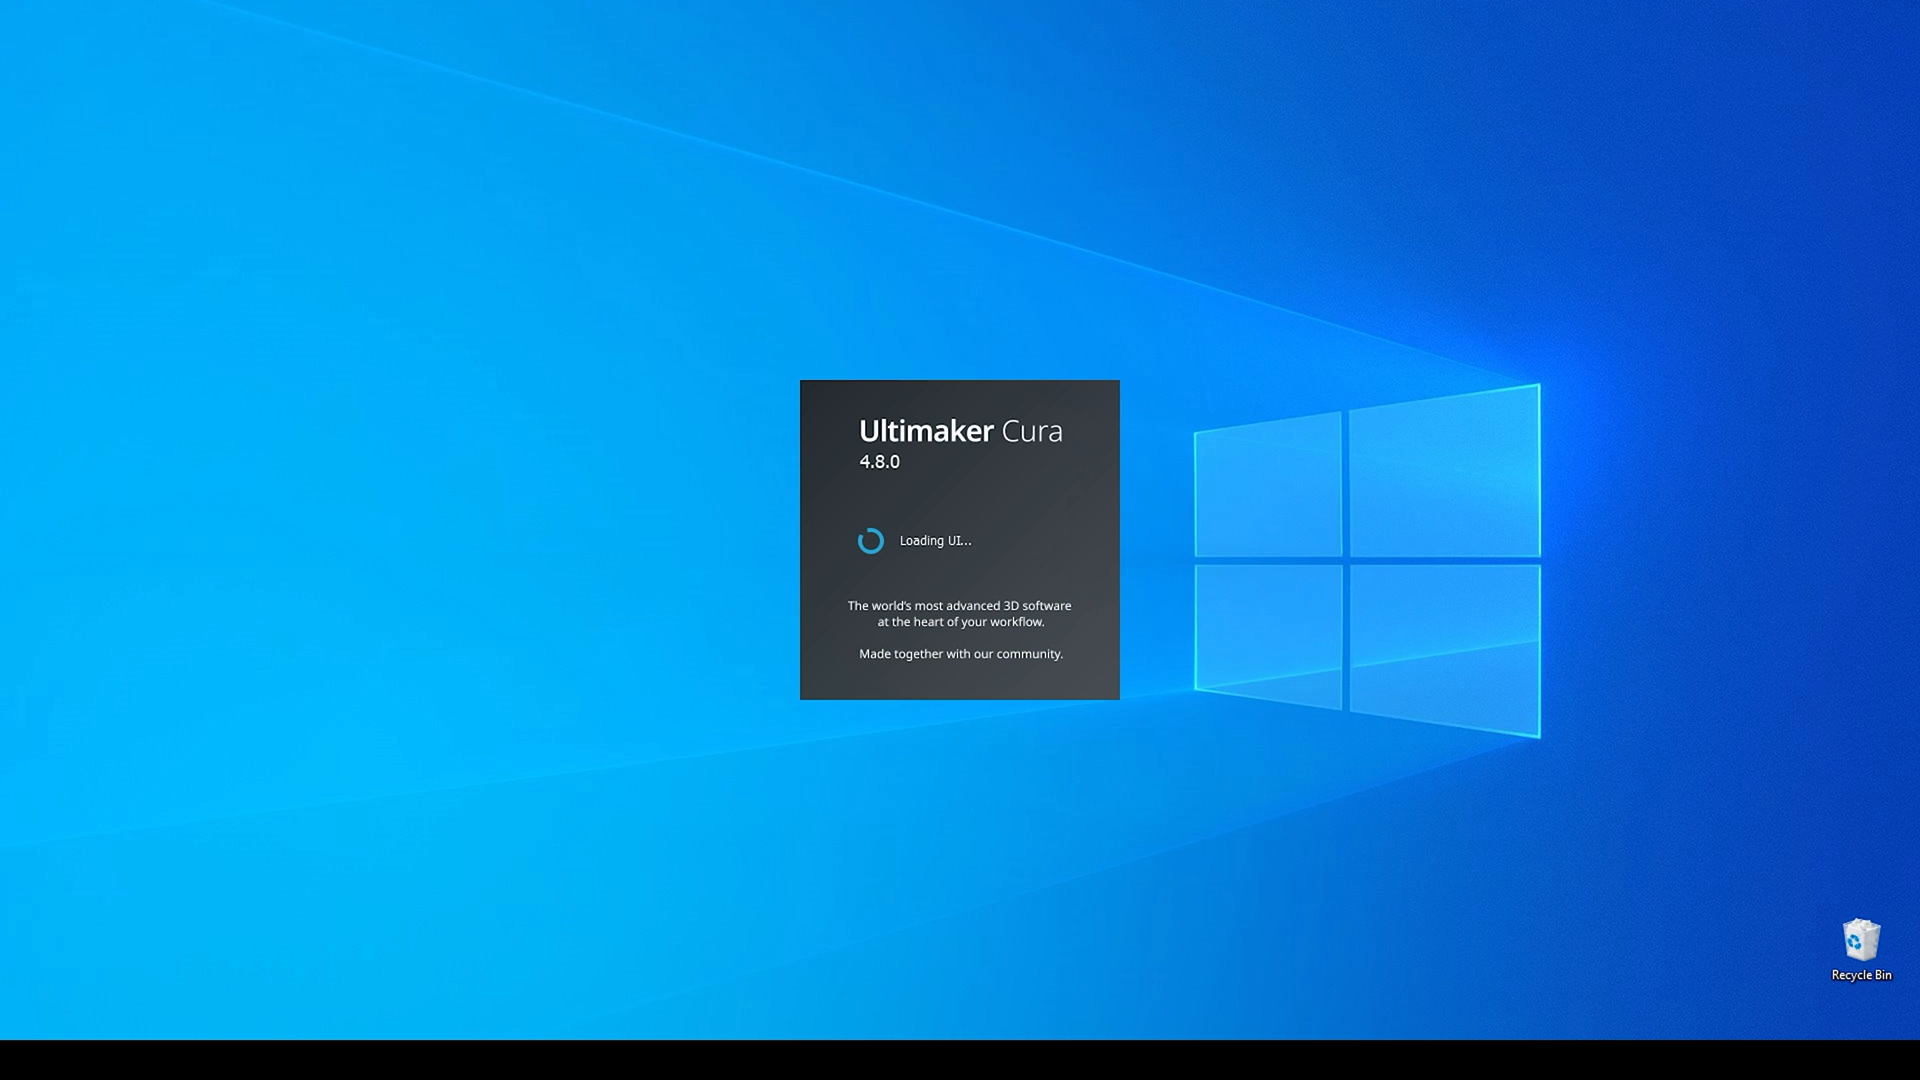 Ultimaker Cura
4.8.0
Loading UI...
The world's most advanced 3D software
at the heart of your workflow.
Made together with our community.
Recycle Bin